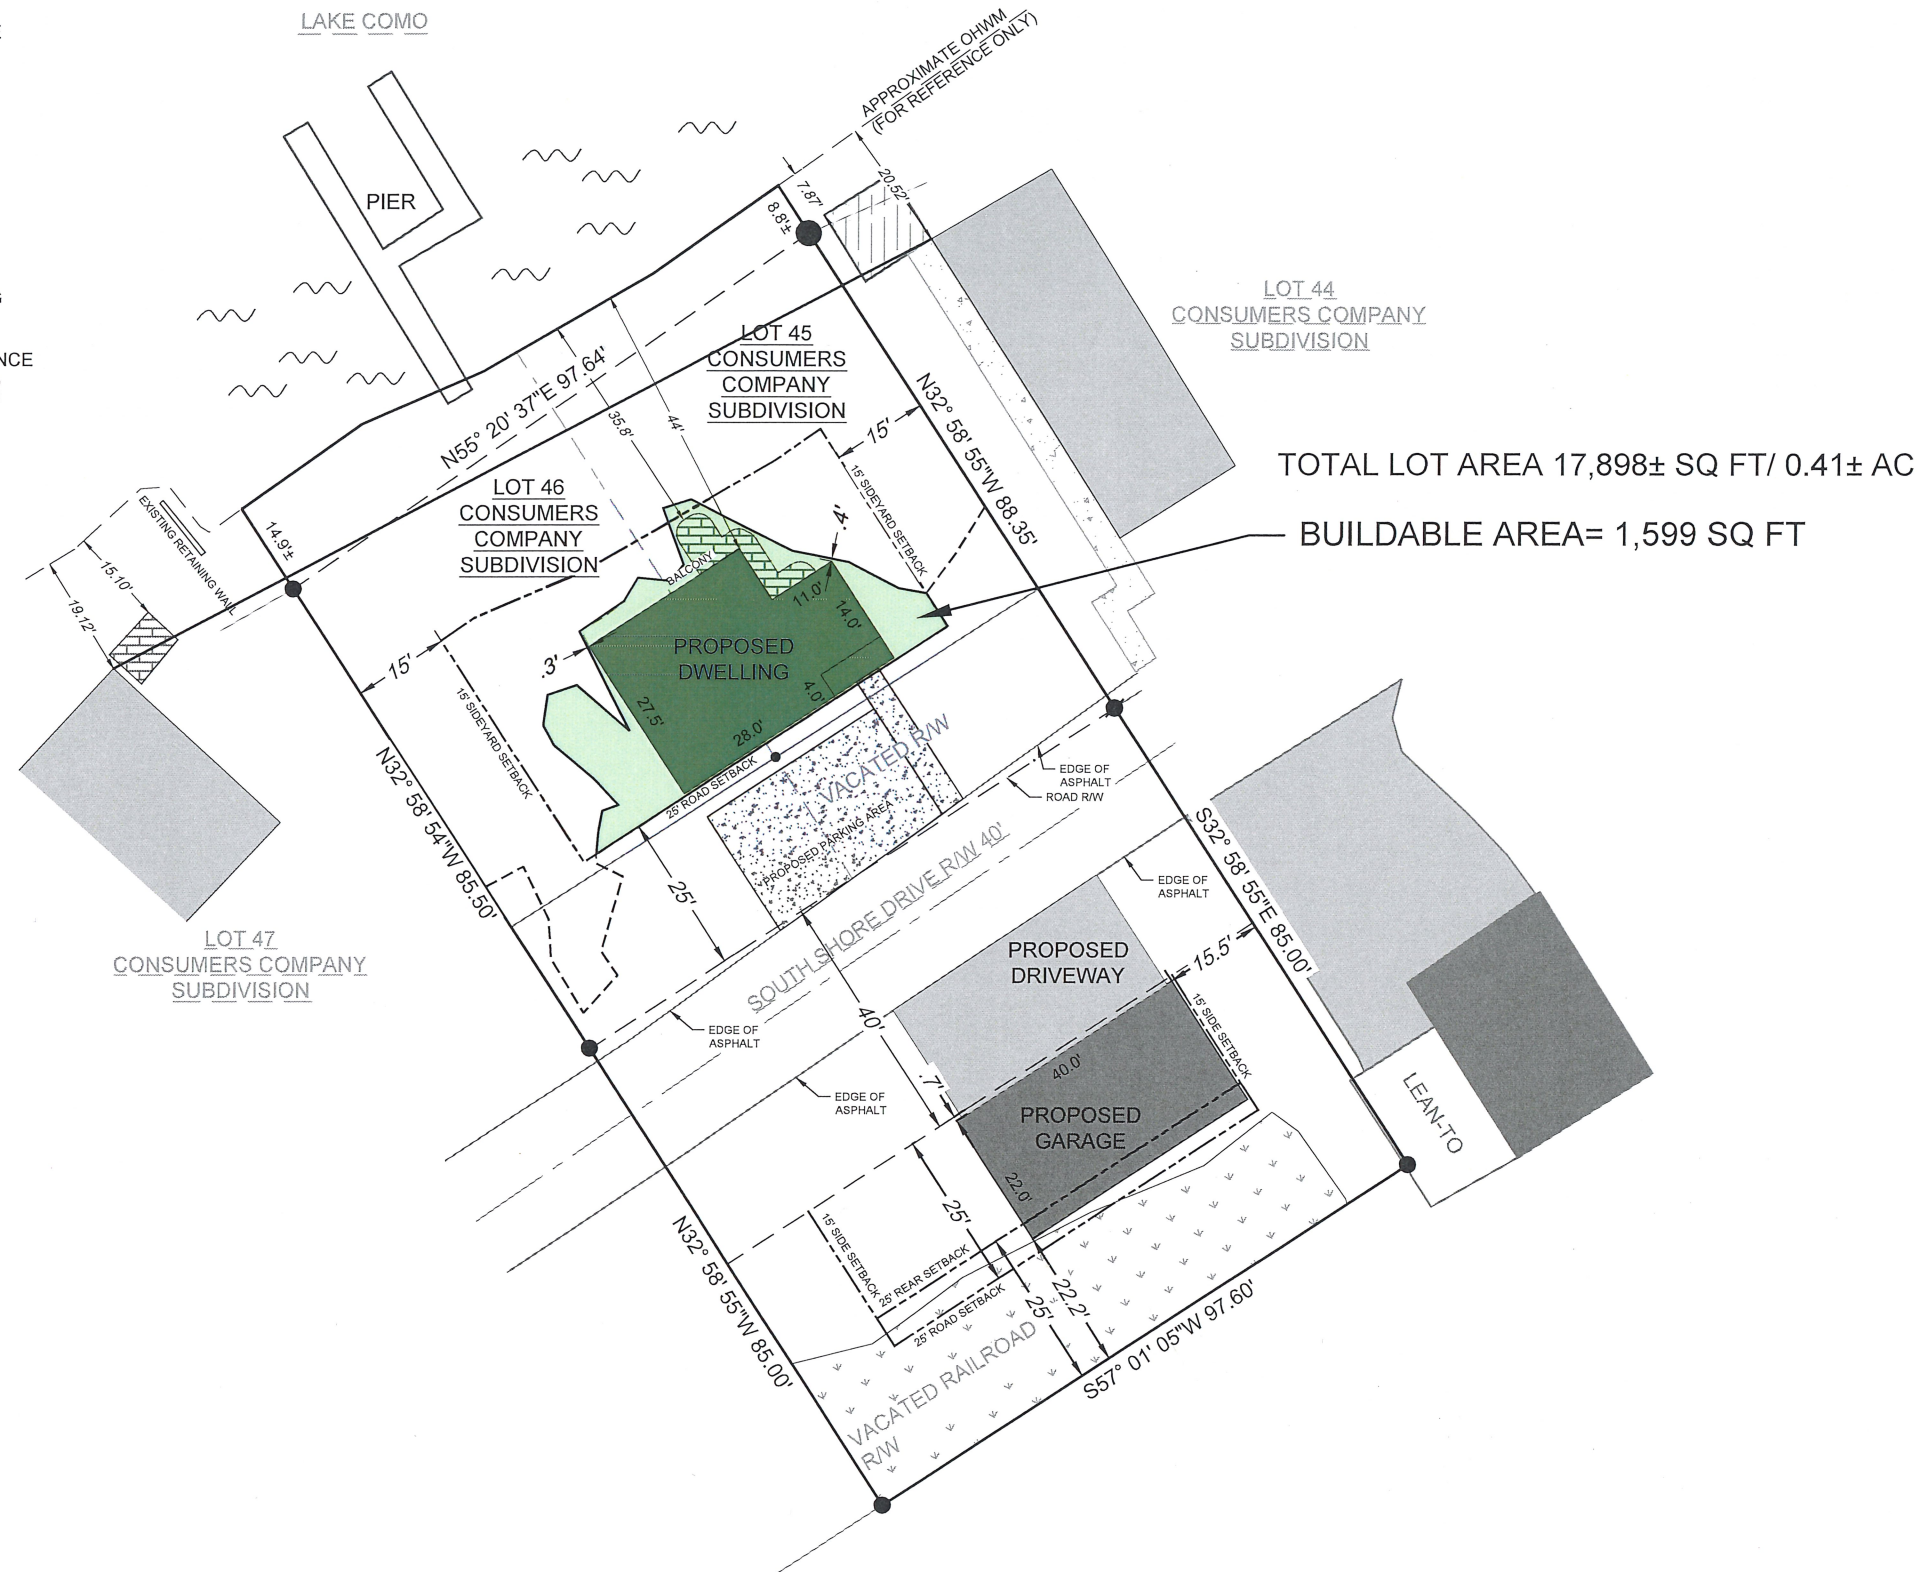 LAKE COMO
APPROXIMATE OHWM
(FOR REFERENCE ONLY)
PIER
7.87'
8.8'±
20.52'
NCE
LOT 44
CONSUMERS COMPANY
SUBDIVISION
LOT 45
CONSUMERS
COMPANY
SUBDIVISION
N55° 20' 37"E 97.64'
35.8'
44'
15'
N32° 58' 55"W 88.35'
15' SIDEYARD SETBACK
TOTAL LOT AREA 17,898± SQ FT/ 0.41± AC
BUILDABLE AREA= 1,599 SQ FT
LOT 46
CONSUMERS
COMPANY
SUBDIVISION
EXISTING RETAINING WALL
14.9'±
15.10'
19.12'
.4'
BALCONY
11.0'
14.0'
PROPOSED
DWELLING
.3'
15'
15' SIDEYARD SETBACK
4.0'
27.5'
28.0'
25' ROAD SETBACK
VACATED R/W
PROPOSED PARKING AREA
EDGE OF
ASPHALT
ROAD R/W
N32° 58' 54"W 85.50'
25'
SOUTH SHORE DRIVE R/W 40'
EDGE OF
ASPHALT
S32° 58' 55"E 85.00'
LOT 47
CONSUMERS COMPANY
SUBDIVISION
PROPOSED
DRIVEWAY
15.5'
40'
EDGE OF
ASPHALT
15' SIDE SETBACK
.7'
40.0'
EDGE OF
ASPHALT
PROPOSED
GARAGE
LEAN-TO
22.0'
25'
15' SIDE SETBACK
N32° 58' 55"W 85.00'
25' REAR SETBACK
25' ROAD SETBACK
25'
22.2'
S57° 01' 05"W 97.60'
VACATED RAILROAD
R/W